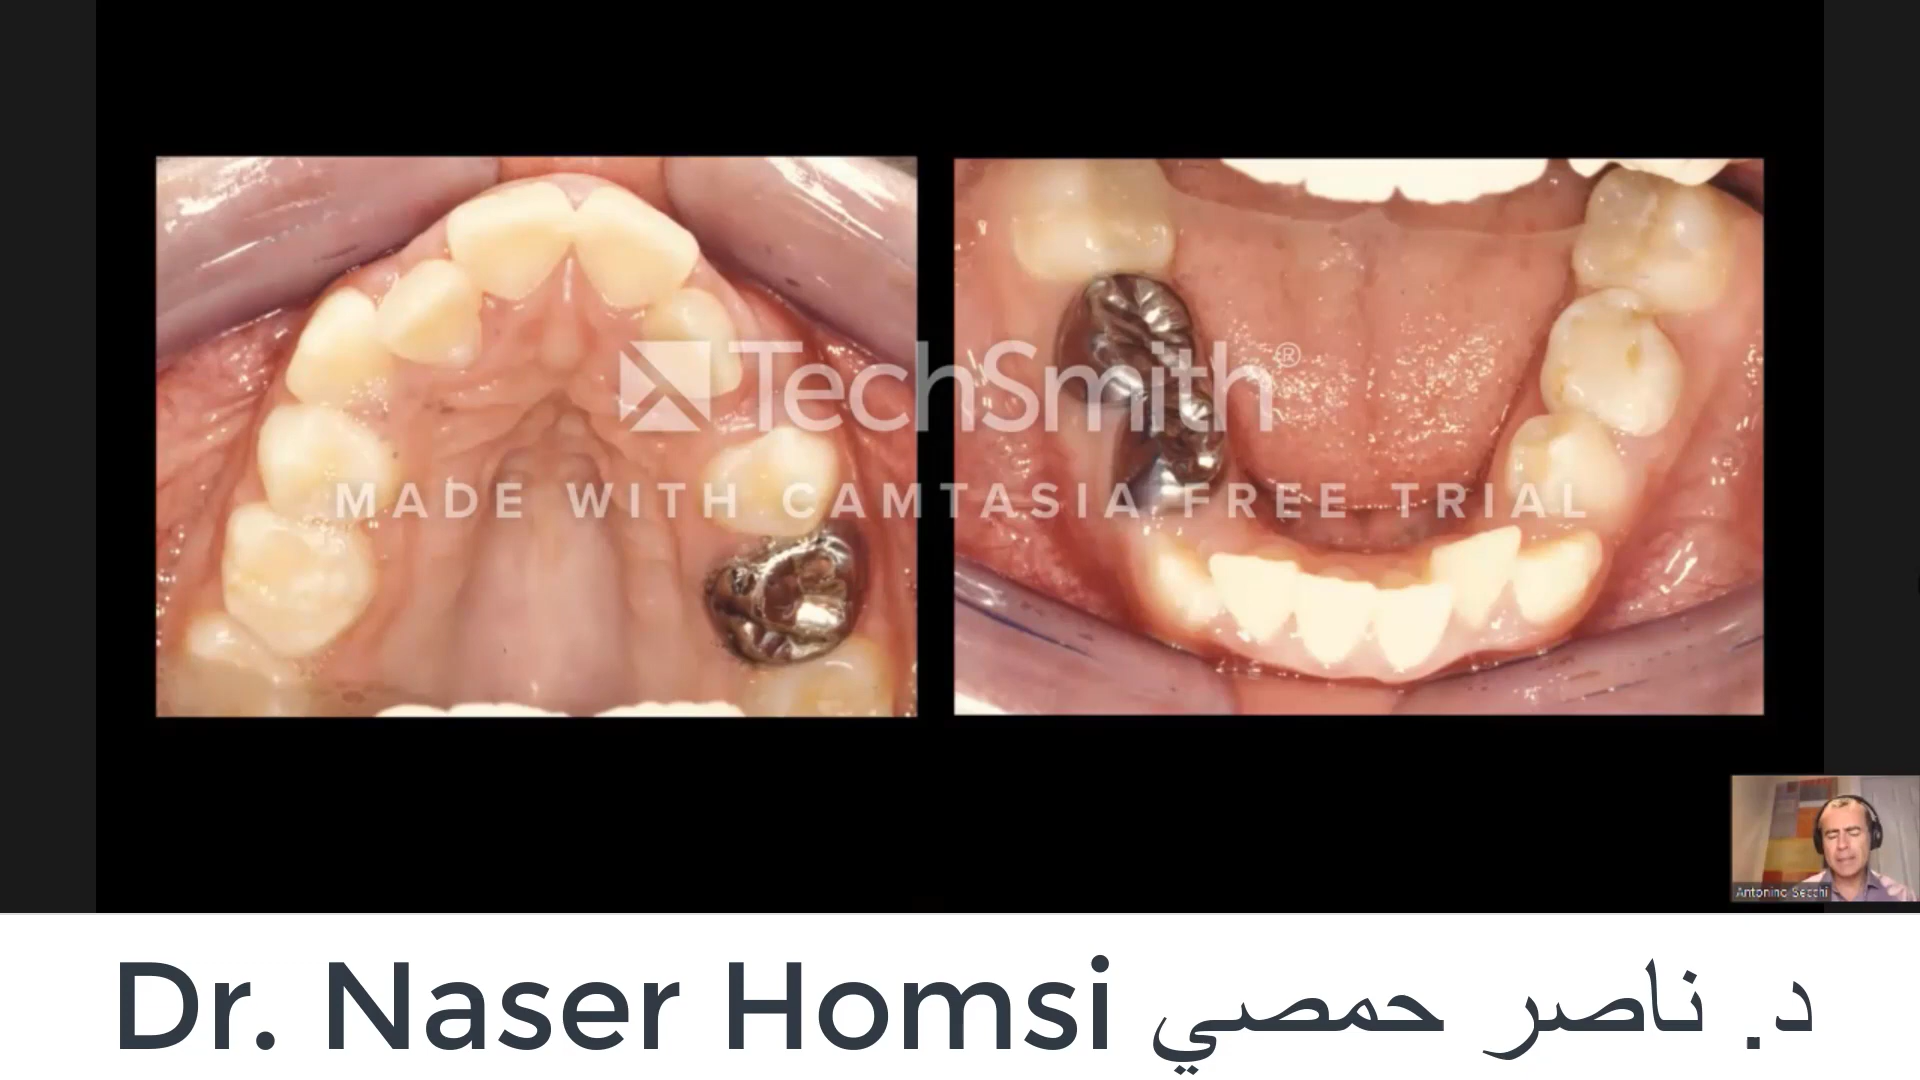 TechSmith®
MADE WITH CAMTASIA FREE TRIAL
Antonino Secchi
Dr. Naser Homsi د. ناصر حمصي